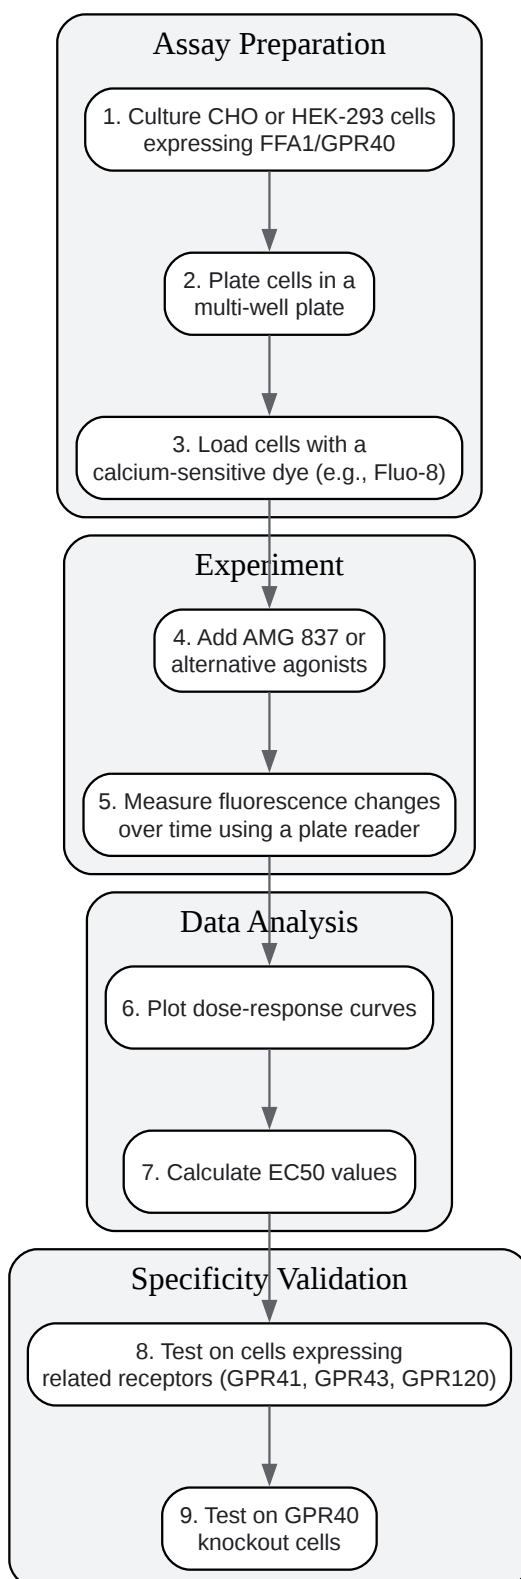 Assay Preparation
1. Culture CHO or HEK-293 cells
expressing FFA1/GPR40
2. Plate cells in a
multi-well plate
3. Load cells with a
calcium-sensitive dye (e.g., Fluo-8)
Experiment
4. Add AMG 837 or
alternative agonists
5. Measure fluorescence changes
over time using a plate reader
Data Analysis
6. Plot dose-response curves
7. Calculate EC50 values
Specificity Validation
8. Test on cells expressing
related receptors (GPR41, GPR43, GPR120)
9. Test on GPR40
knockout cells